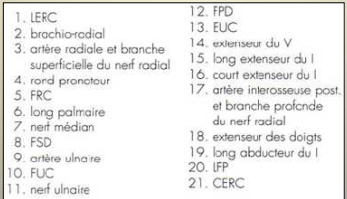 1. LERC
2. brachio-radial
3. artère radiale et branche
superficielle du nerf radial
4. rond pronateur
5. FRC
6. long palmaire
7. nerf médian
8. FSD
9. artère ulnaire
10. FUC
11. nerf ulnaire
12. FPD
13. EUC
14. extenseur du V
15. long extenseur du I
16. court extenseur du I
17. artère interosseuse post.
et branche profonde
du nerf radial
18. extenseur des doigts
19. long abducteur du I
20. LFP
21. CERC